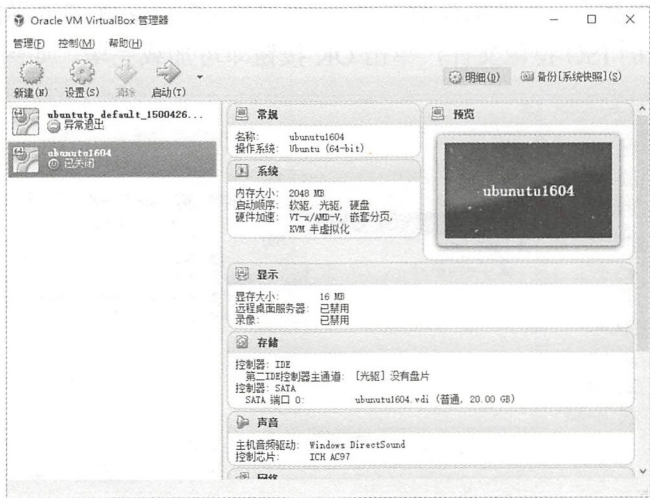 Oracle VM VirtualBox 管理器
管理(F) 控制(M) 帮助(H)
新建(N) 设置(S) 清除 启动(T) 明细(D) 备份[系统快照](S)
ubuntutp_default_1500426...
异常退出
ubunutu1604
已关闭
常规
名称: ubunutu1604
操作系统: Ubuntu (64-bit)
系统
内存大小: 2048 MB
启动顺序: 软驱, 光驱, 硬盘
硬件加速: VT-x/AMD-V, 嵌套分页,
KVM 半虚拟化
预览
ubunutu1604
显示
显存大小: 16 MB
远程桌面服务器: 已禁用
录像: 已禁用
存储
控制器: IDE
第二IDE控制器主通道: [光驱] 没有盘片
控制器: SATA
SATA 端口 0: ubunutu1604.vdi (普通, 20.00 GB)
声音
主机音频驱动: Windows DirectSound
控制芯片: ICH AC97
网络